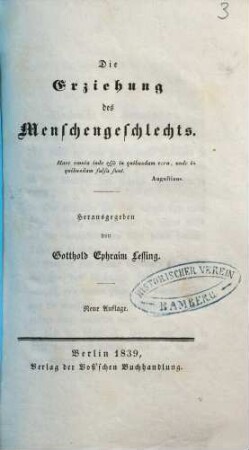 3
Die
Erziehung
des
Menschengeschlechts.
Haec omnia inde esse in quibusdam vera, unde in
quibusdam falsa sunt.
Augustinus.
Herausgegeben
von
Gotthold Ephraim Lessing.
HISTORISCHER VEREIN
BAMBERG
Neue Auflage.
Berlin 1839,
Verlag der Voß'schen Buchhandlung.